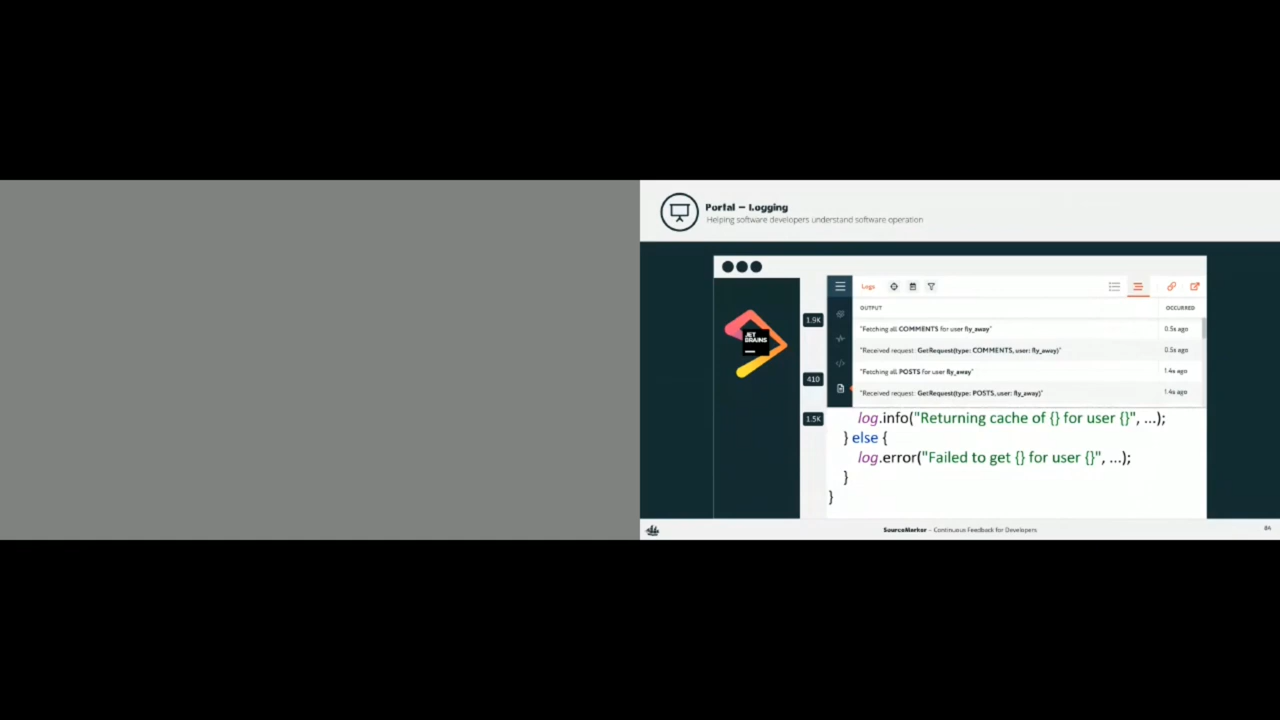 Portal – Logging
Helping software developers understand software operation
JET
BRAINS
1.9K
410
1.5K
Logs
OUTPUT OCCURRED
"Fetching all COMMENTS for user fly_away" 0.5s ago
"Received request: GetRequest(type: COMMENTS, user: fly_away)" 0.5s ago
"Fetching all POSTS for user fly_away" 1.4s ago
"Received request: GetRequest(type: POSTS, user: fly_away)" 1.4s ago
log.info("Returning cache of {} for user {}", ...);
} else {
log.error("Failed to get {} for user {}", ...);
}
}
SourceMarker – Continuous Feedback for Developers